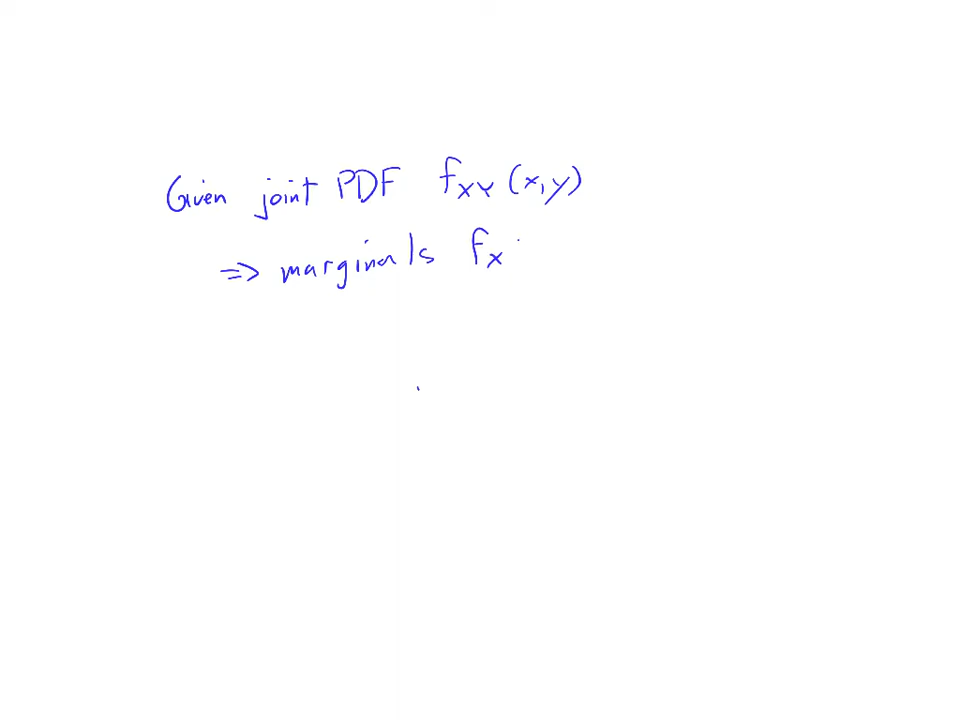 Given joint PDF f_XY (x,y)
=> marginals f_X